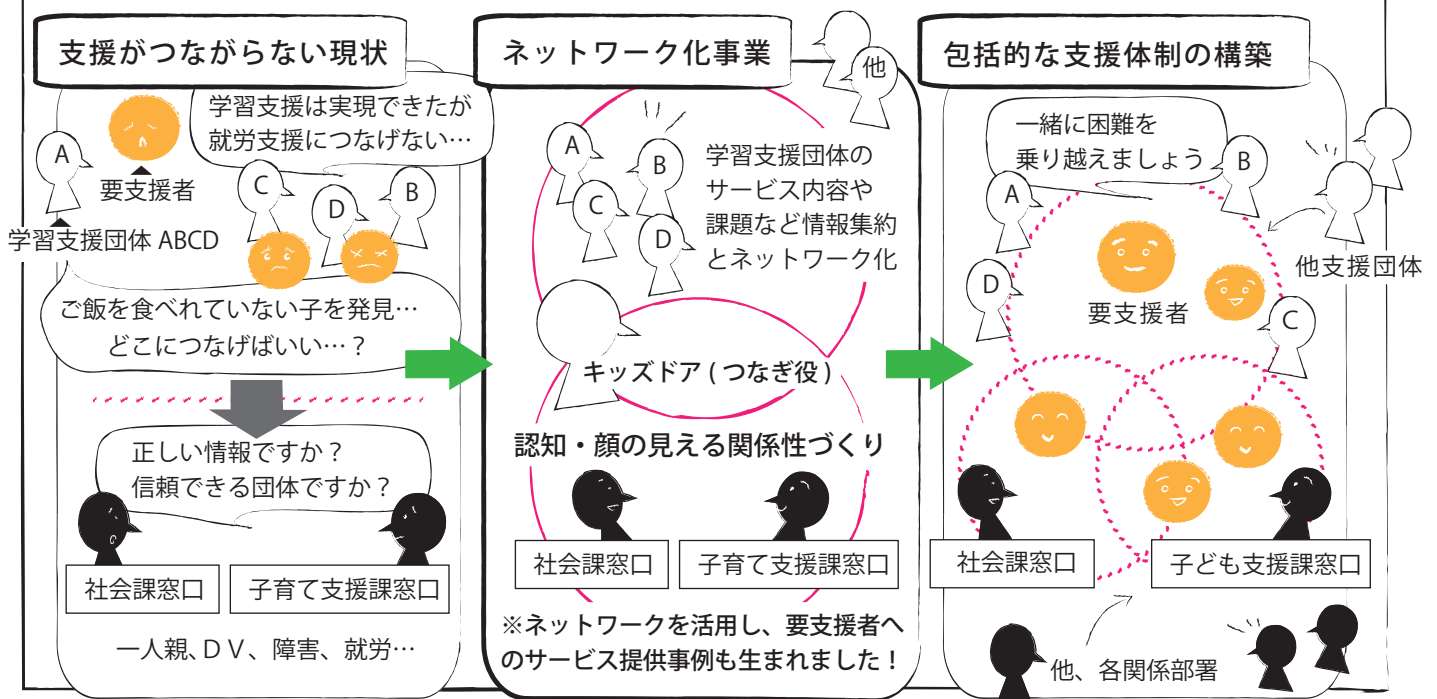 支援がつながらない現状
学習支援は実現できたが
就労支援につなげない…
A
要支援者
C
D
B
学習支援団体 ABCD
ご飯を食べれていない子を発見…
どこにつなげばいい…？
正しい情報ですか？
信頼できる団体ですか？
社会課窓口
子育て支援課窓口
一人親、ＤＶ、障害、就労…
ネットワーク化事業
他
A
B
C
D
学習支援団体の
サービス内容や
課題など情報集約
とネットワーク化
キッズドア ( つなぎ役 )
認知・顔の見える関係性づくり
社会課窓口
子育て支援課窓口
※ネットワークを活用し、要支援者へ
のサービス提供事例も生まれました！
包括的な支援体制の構築
一緒に困難を
乗り越えましょう
B
A
D
C
他支援団体
要支援者
社会課窓口
子ども支援課窓口
他、各関係部署